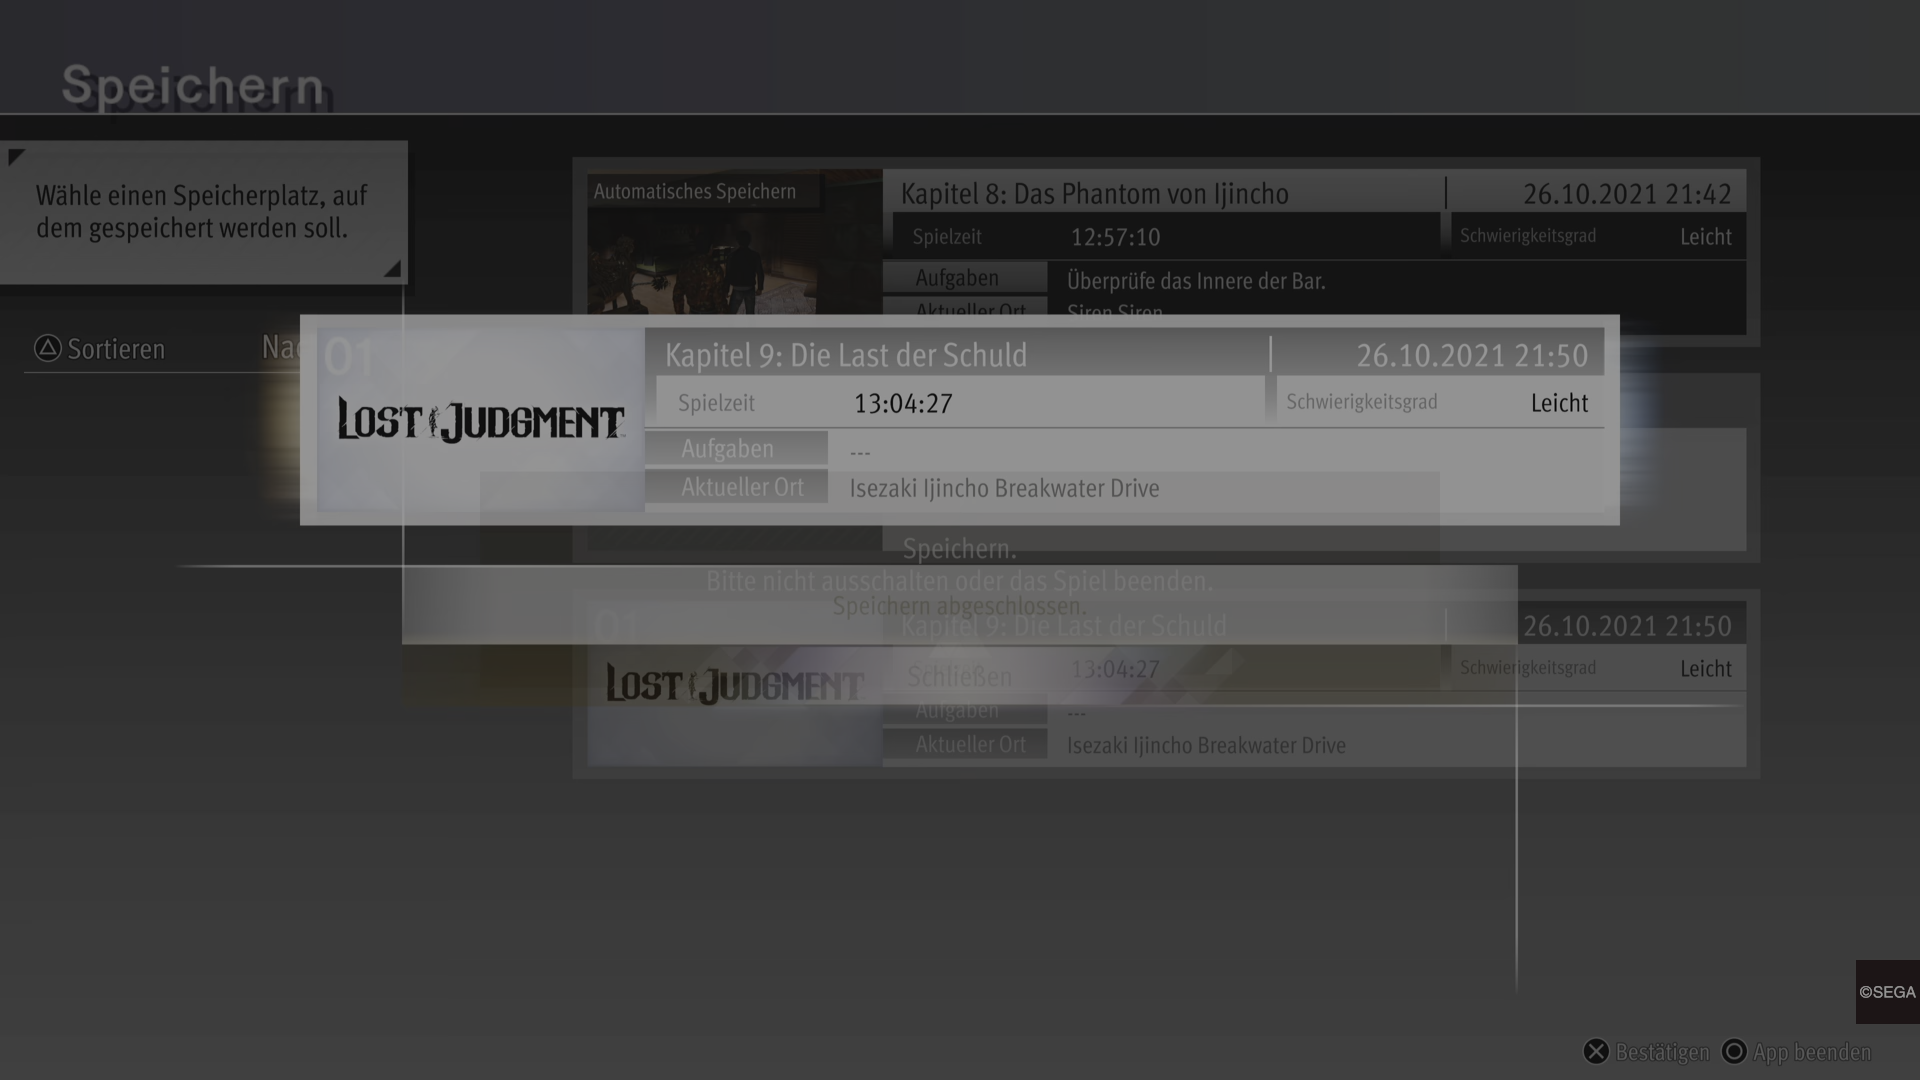 Speichern
Wähle einen Speicherplatz, auf
dem gespeichert werden soll.
Sortieren
Automatisches Speichern
Kapitel 8: Das Phantom von Ijincho
26.10.2021 21:42
Spielzeit
12:57:10
Schwierigkeitsgrad
Leicht
Aufgaben
Überprüfe das Innere der Bar.
Aktueller Ort
Siren Siren
01
LOST JUDGMENT
Kapitel 9: Die Last der Schuld
26.10.2021 21:50
Spielzeit
13:04:27
Schwierigkeitsgrad
Leicht
Aufgaben
---
Aktueller Ort
Isezaki Ijincho Breakwater Drive
Speichern.
Bitte nicht ausschalten oder das Spiel beenden.
Speichern abgeschlossen.
Schließen
01
LOST JUDGMENT
Kapitel 9: Die Last der Schuld
26.10.2021 21:50
13:04:27
Schwierigkeitsgrad
Leicht
Aufgaben
---
Aktueller Ort
Isezaki Ijincho Breakwater Drive
©SEGA
Bestätigen
App beenden